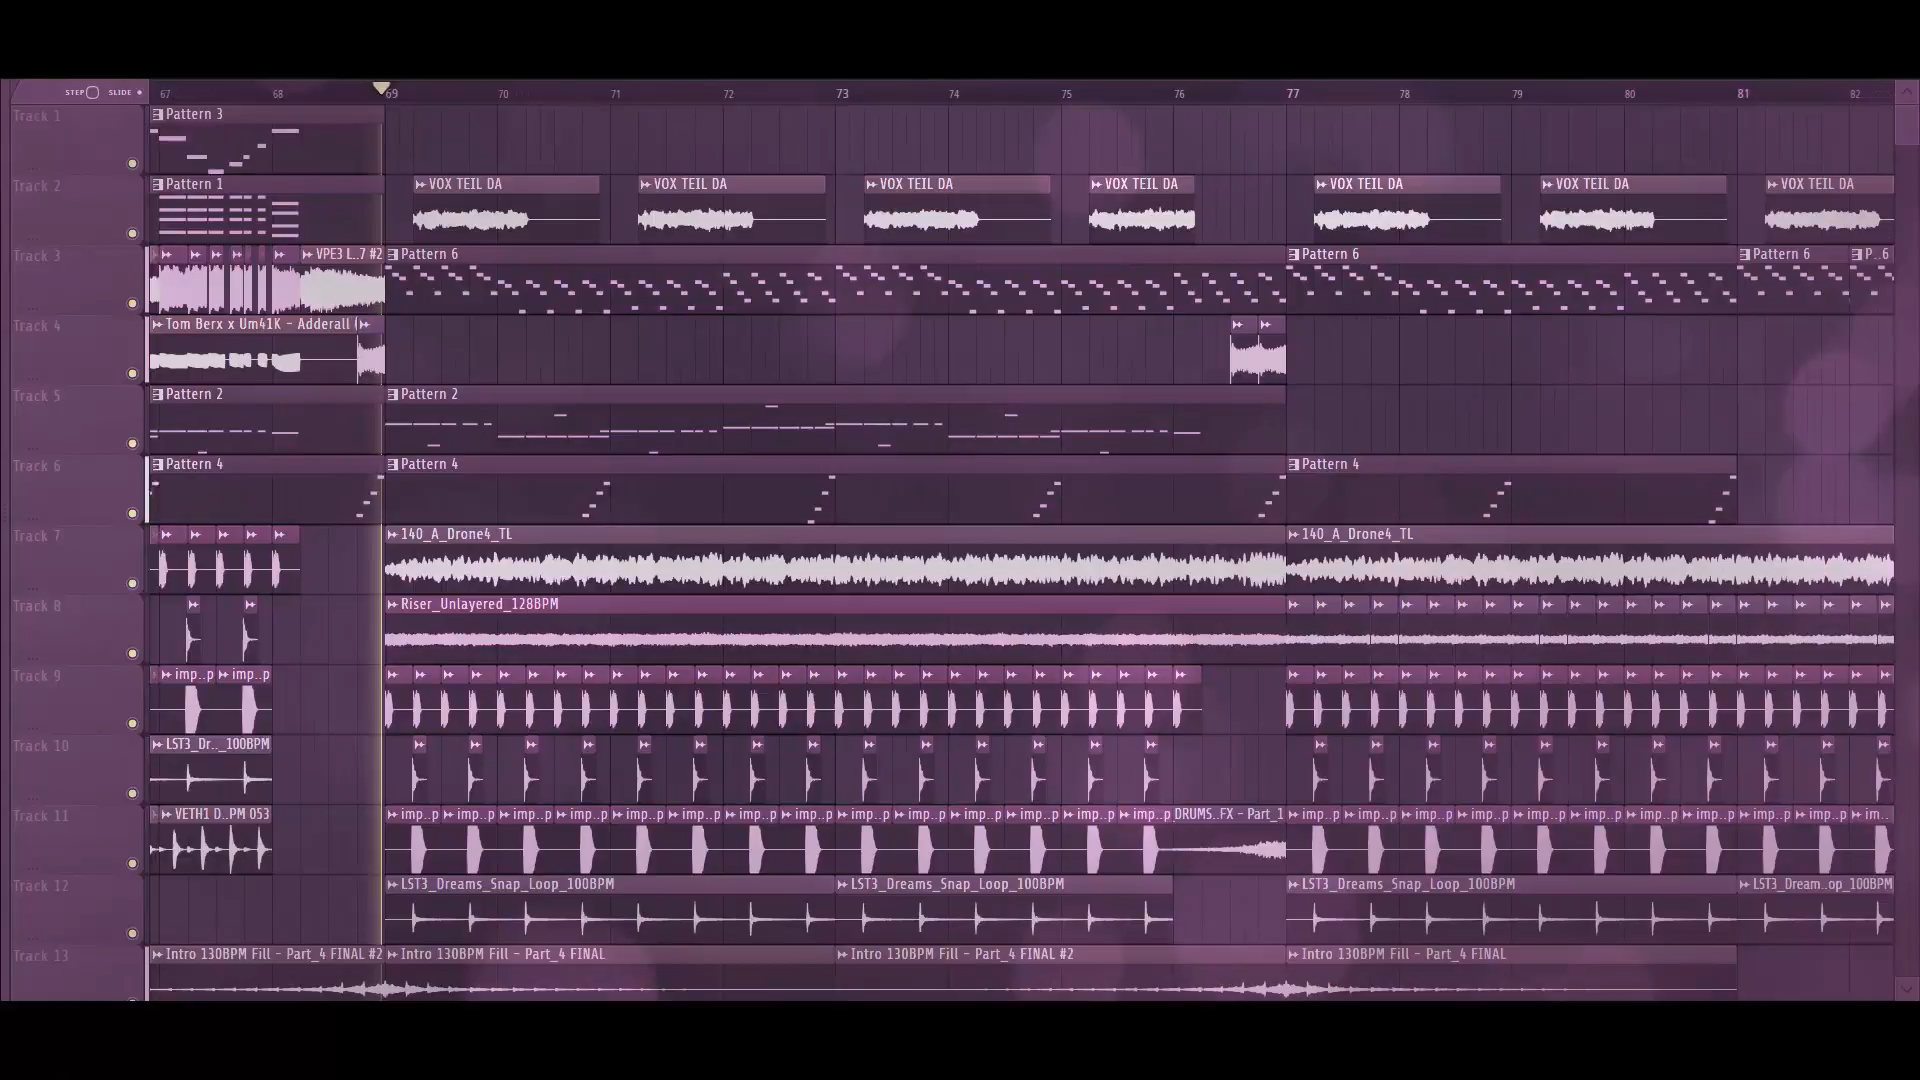 STEP SLIDE 67 68 69 70 71 72 73 74 75 76 77 78 79 80 81 82
Track 1 Pattern 3
Track 2 Pattern 1 VOX TEIL DA VOX TEIL DA VOX TEIL DA VOX TEIL DA VOX TEIL DA VOX TEIL DA VOX TEIL DA
Track 3 VPE3 L..7 #2 Pattern 6 Pattern 6 Pattern 6 P..6
Track 4 Tom Berx x Um41K - Adderall
Track 5 Pattern 2 Pattern 2
Track 6 Pattern 4 Pattern 4 Pattern 4
Track 7 140_A_Drone4_TL 140_A_Drone4_TL
Track 8 Riser_Unlayered_128BPM
Track 9 imp..p imp..p
Track 10 LST3_Dr.._100BPM
Track 11 VETH1 D..PM 053 imp..p imp..p imp..p imp..p imp..p imp..p imp..p imp..p imp..p imp..p imp..p imp..p imp..p imp..p DRUMS..FX - Part_1 imp..p imp..p imp..p imp..p imp..p imp..p imp..p imp..p imp..p imp..p im..
Track 12 LST3_Dreams_Snap_Loop_100BPM LST3_Dreams_Snap_Loop_100BPM LST3_Dreams_Snap_Loop_100BPM LST3_Dream..op_100BPM
Track 13 Intro 130BPM Fill - Part_4 FINAL #2 Intro 130BPM Fill - Part_4 FINAL Intro 130BPM Fill - Part_4 FINAL #2 Intro 130BPM Fill - Part_4 FINAL